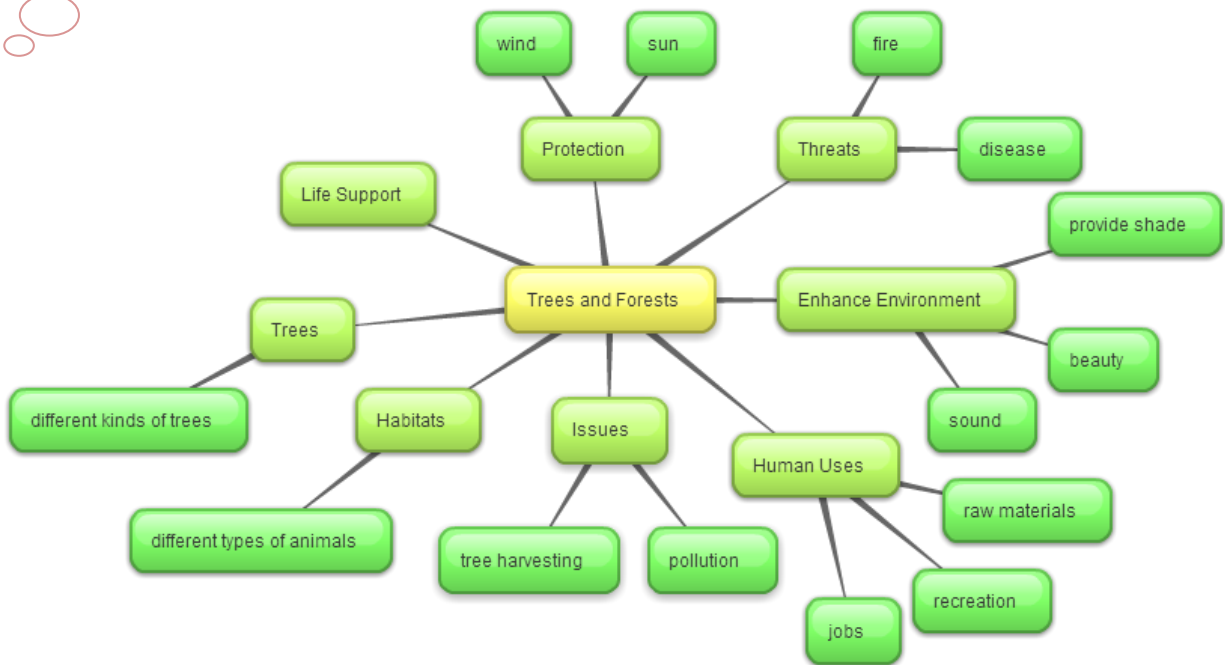 wind
sun
fire
Protection
Threats
disease
Life Support
provide shade
Trees and Forests
Enhance Environment
Trees
beauty
different kinds of trees
Habitats
Issues
sound
Human Uses
raw materials
different types of animals
tree harvesting
pollution
recreation
jobs